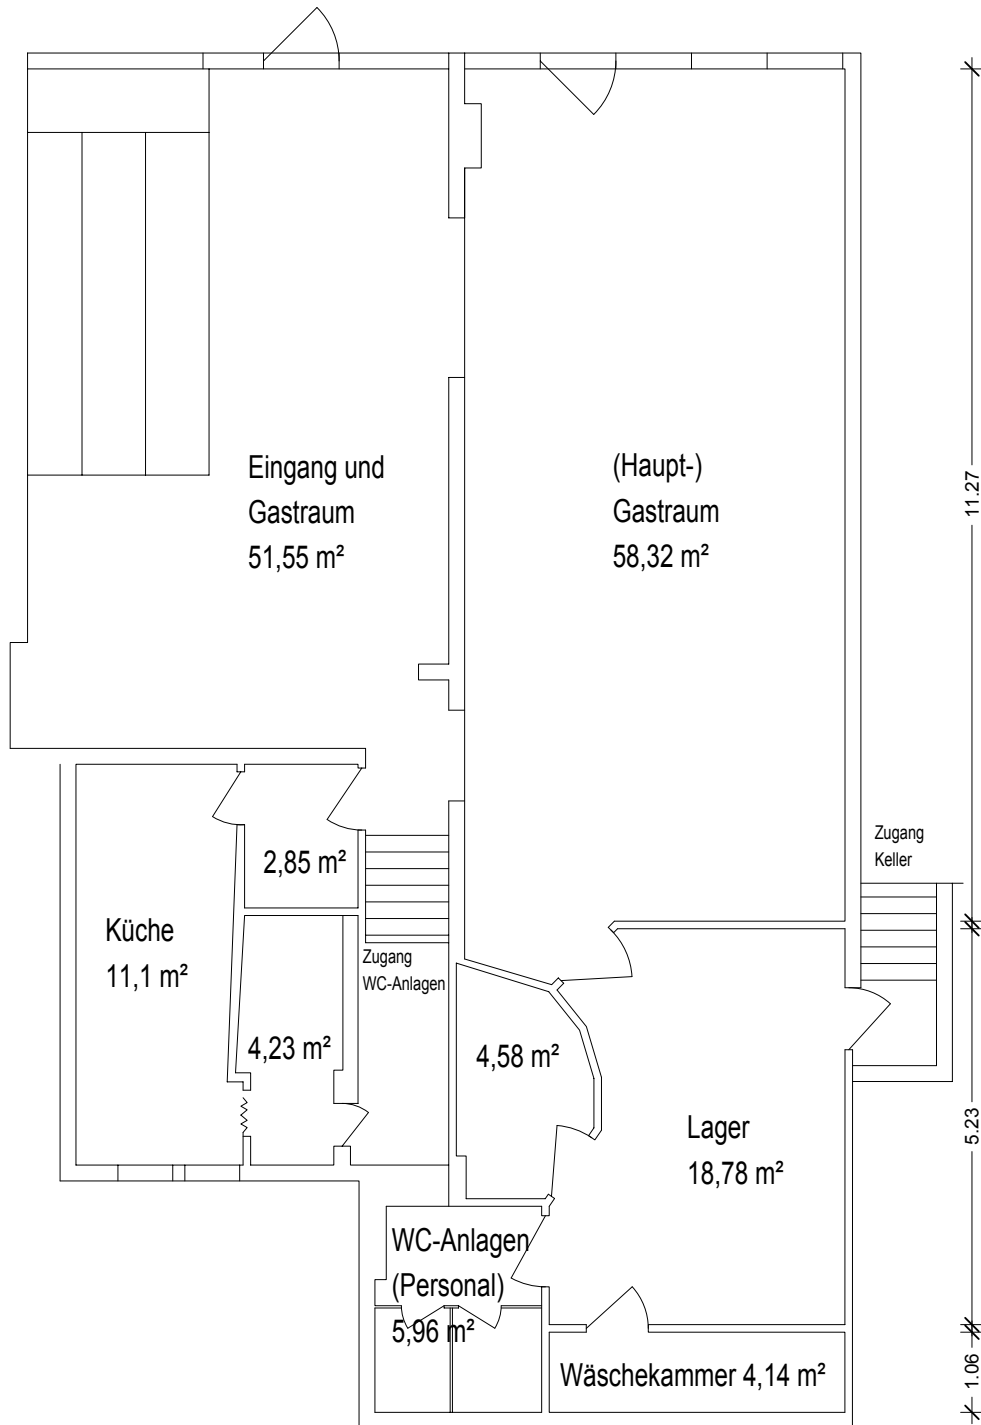 Eingang und
Gastraum
51,55 m²
(Haupt-)
Gastraum
58,32 m²
11.27
Zugang
Keller
2,85 m²
Küche
11,1 m²
Zugang
WC-Anlagen
4,23 m²
4,58 m²
Lager
18,78 m²
5.23
WC-Anlagen
(Personal)
5,96 m²
Wäschekammer 4,14 m²
1.06